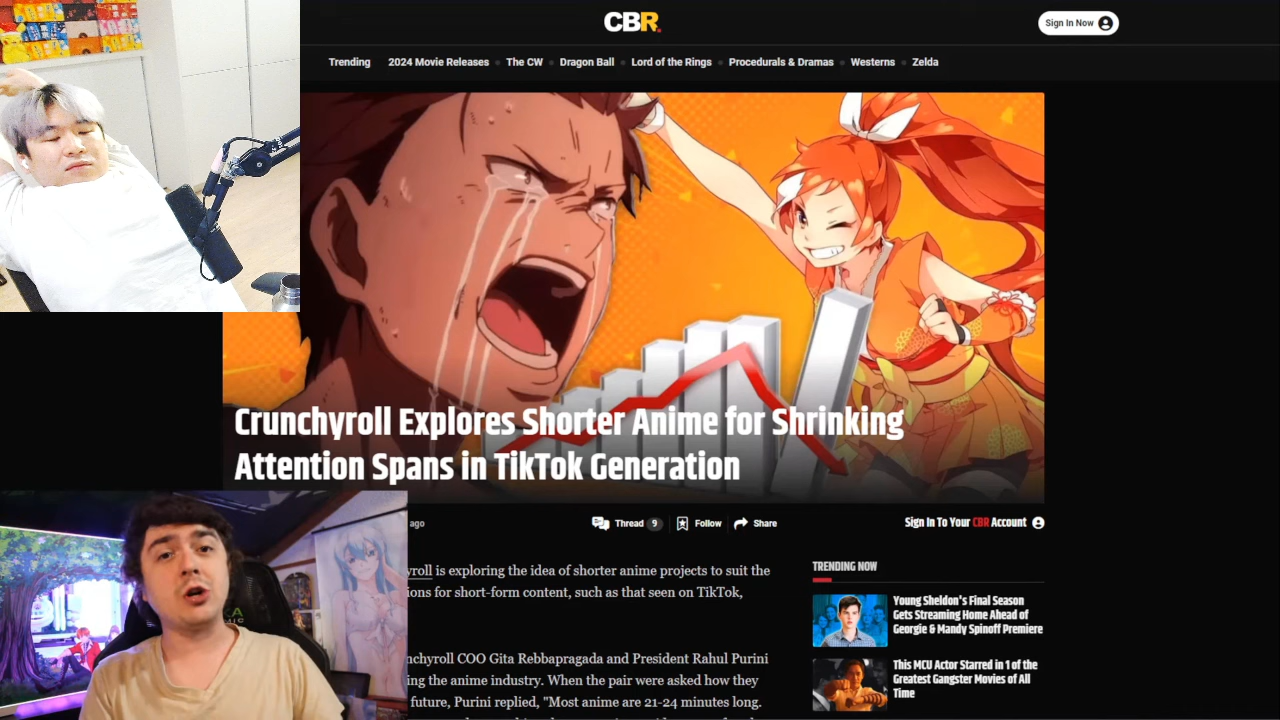 CBR
Sign In Now
Trending
2024 Movie Releases
The CW
Dragon Ball
Lord of the Rings
Procedurals & Dramas
Westerns
Zelda
Crunchyroll Explores Shorter Anime for Shrinking
Attention Spans in TikTok Generation
ago
Thread 9
Follow
Share
Sign In To Your CBR Account
yroll is exploring the idea of shorter anime projects to suit the
ions for short-form content, such as that seen on TikTok,
nchyroll COO Gita Rebbapragada and President Rahul Purini
ing the anime industry. When the pair were asked how they
future, Purini replied, "Most anime are 21-24 minutes long.
TRENDING NOW
Young Sheldon's Final Season
Gets Streaming Home Ahead of
Georgie & Mandy Spinoff Premiere
This MCU Actor Starred in 1 of the
Greatest Gangster Movies of All
Time